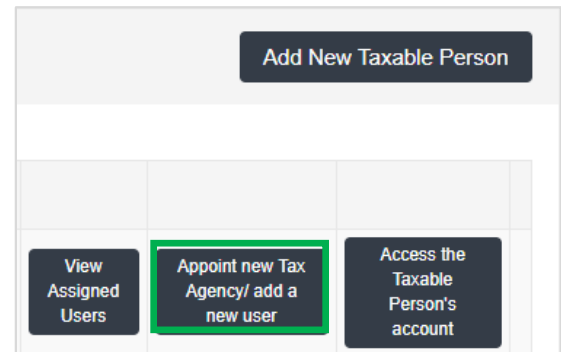 Add New Taxable Person
View
Assigned
Users
Appoint new Tax
Agency/ add a
new user
Access the
Taxable
Person's
account